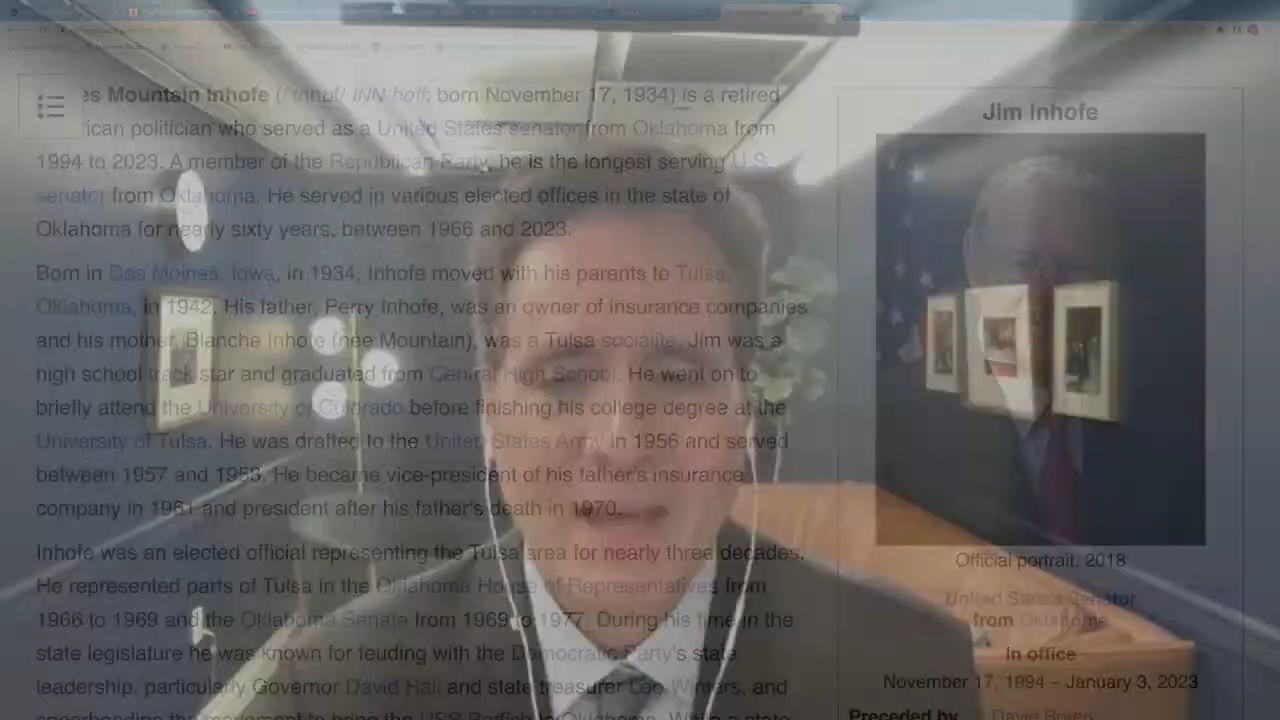 es Mountain Inhofe (/ˈɪnhɒf/ INN-hoff; born November 17, 1934) is a retired
rican politician who served as a United States senator from Oklahoma from
1994 to 2023. A member of the Republican Party, he is the longest serving U.S.
senator from Oklahoma. He served in various elected offices in the state of
Oklahoma for nearly sixty years, between 1966 and 2023.
Born in Des Moines, Iowa, in 1934, Inhofe moved with his parents to Tulsa,
Oklahoma, in 1942. His father, Perry Inhofe, was an owner of insurance companies
and his mother, Blanche Inhofe (née Mountain), was a Tulsa socialite. Jim was a
high school track star and graduated from Central High School. He went on to
briefly attend the University of Colorado before finishing his college degree at the
University of Tulsa. He was drafted to the United States Army in 1956 and served
between 1957 and 1958. He became vice-president of his father's insurance
company in 1961 and president after his father's death in 1970.
Inhofe was an elected official representing the Tulsa area for nearly three decades.
He represented parts of Tulsa in the Oklahoma House of Representatives from
1966 to 1969 and the Oklahoma Senate from 1969 to 1977. During his time in the
state legislature he was known for feuding with the Democratic Party's state
leadership, particularly Governor David Hall and state treasurer Leo Winters, and
Jim Inhofe
Official portrait, 2018
United States Senator
from Oklahoma
In office
November 17, 1994 – January 3, 2023
Preceded by David Boren